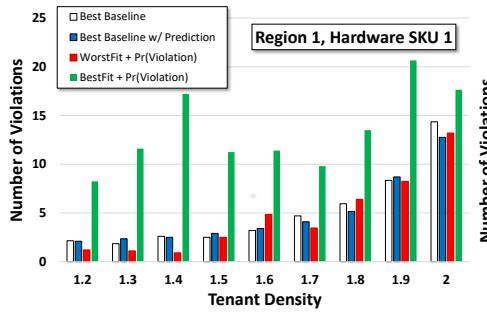 25
20
15
10
5
0
Number of Violations
Best Baseline
Best Baseline w/ Prediction
WorstFit + Pr(Violation)
BestFit + Pr(Violation)
Region 1, Hardware SKU 1
1.2 1.3 1.4 1.5 1.6 1.7 1.8 1.9 2
Tenant Density
Number of Violations